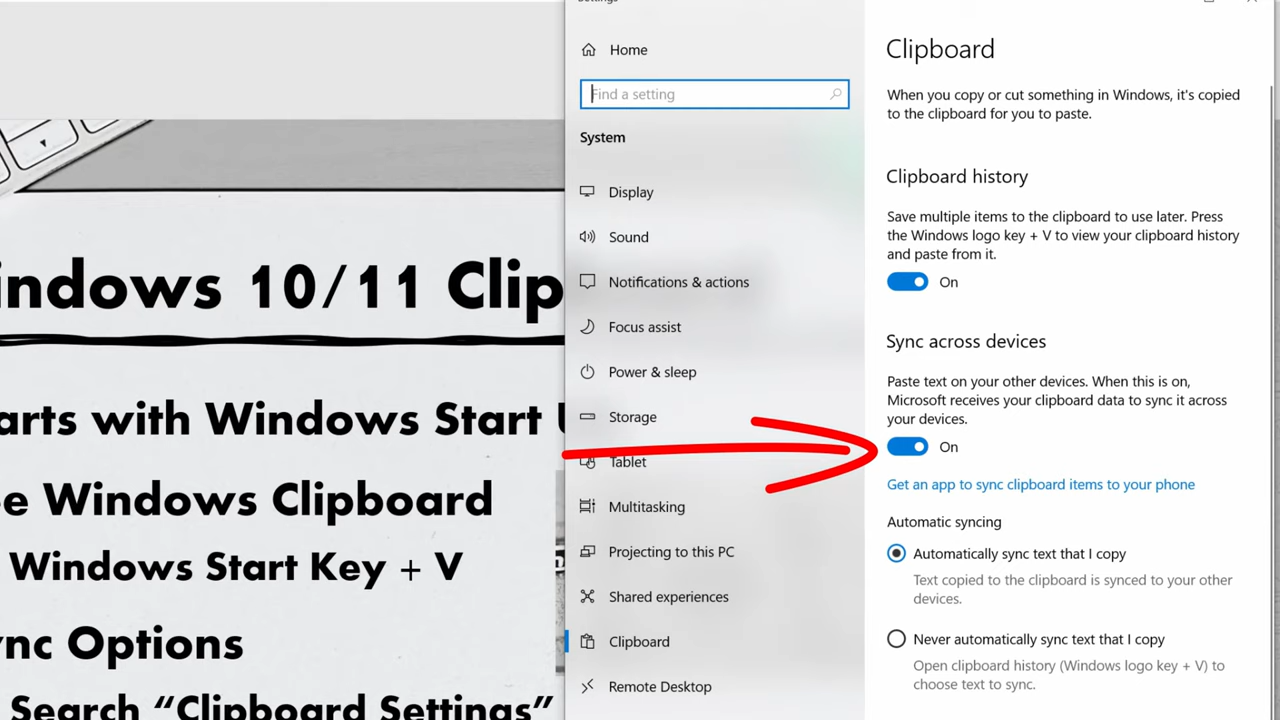 indows 10/11 Clip
arts with Windows Start
e Windows Clipboard
Windows Start Key + V
nc Options
Search “Clipboard Settings”
Settings
Home
Find a setting
System
Display
Sound
Notifications & actions
Focus assist
Power & sleep
Storage
Tablet
Multitasking
Projecting to this PC
Shared experiences
Clipboard
Remote Desktop
Clipboard
When you copy or cut something in Windows, it's copied
to the clipboard for you to paste.
Clipboard history
Save multiple items to the clipboard to use later. Press
the Windows logo key + V to view your clipboard history
and paste from it.
On
Sync across devices
Paste text on your other devices. When this is on,
Microsoft receives your clipboard data to sync it across
your devices.
On
Get an app to sync clipboard items to your phone
Automatic syncing
Automatically sync text that I copy
Text copied to the clipboard is synced to your other
devices.
Never automatically sync text that I copy
Open clipboard history (Windows logo key + V) to
choose text to sync.